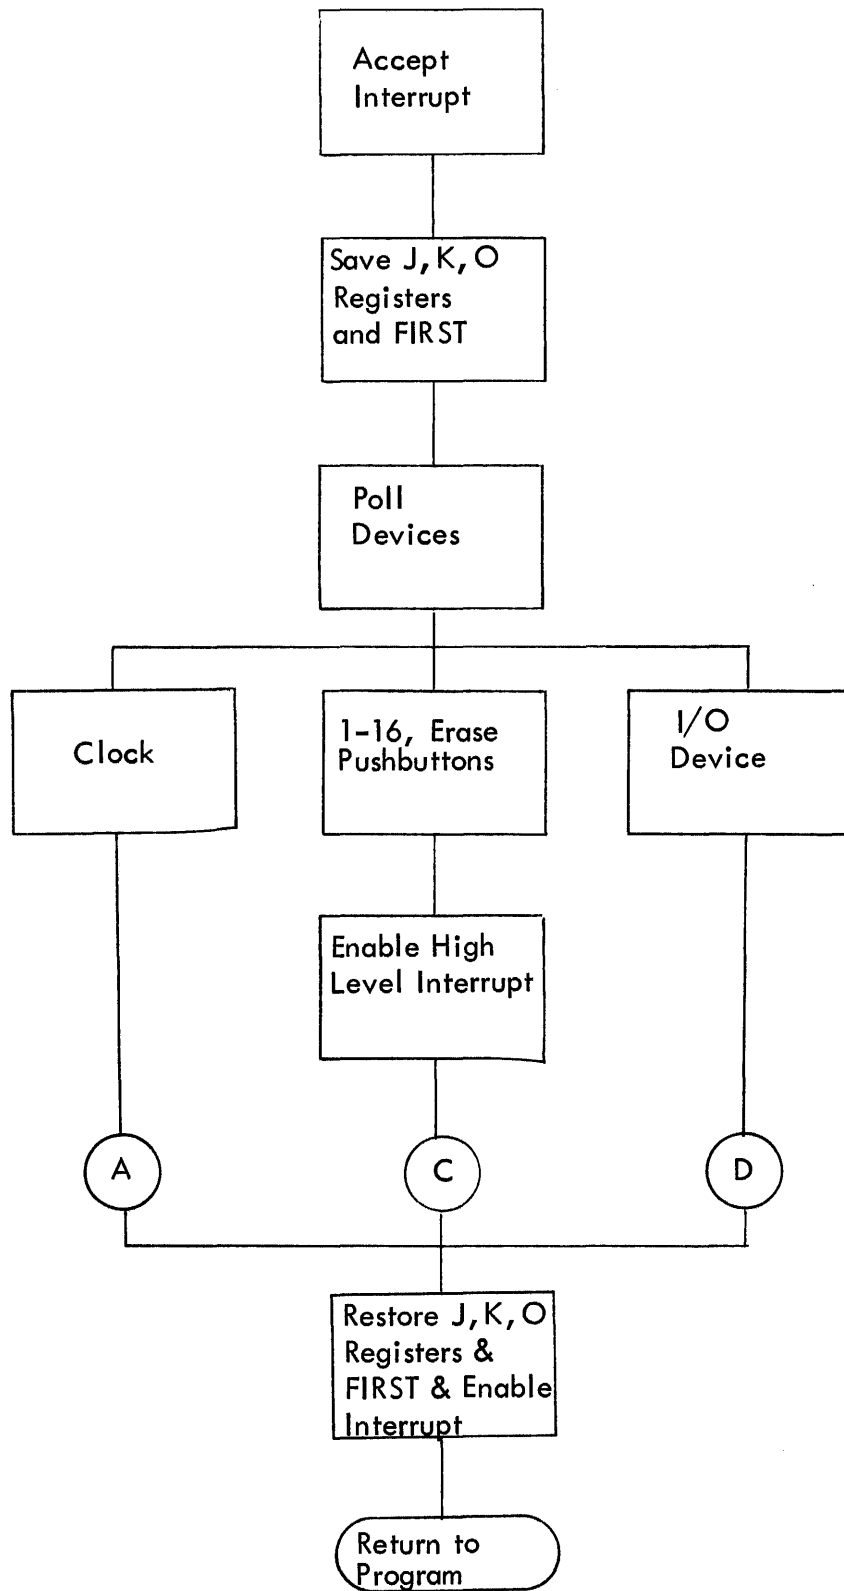 Accept
Interrupt
Save J, K, O
Registers
and FIRST
Poll
Devices
Clock
1-16, Erase
Pushbuttons
I/O
Device
Enable High
Level Interrupt
A
C
D
Restore J, K, O
Registers &
FIRST & Enable
Interrupt
Return to
Program